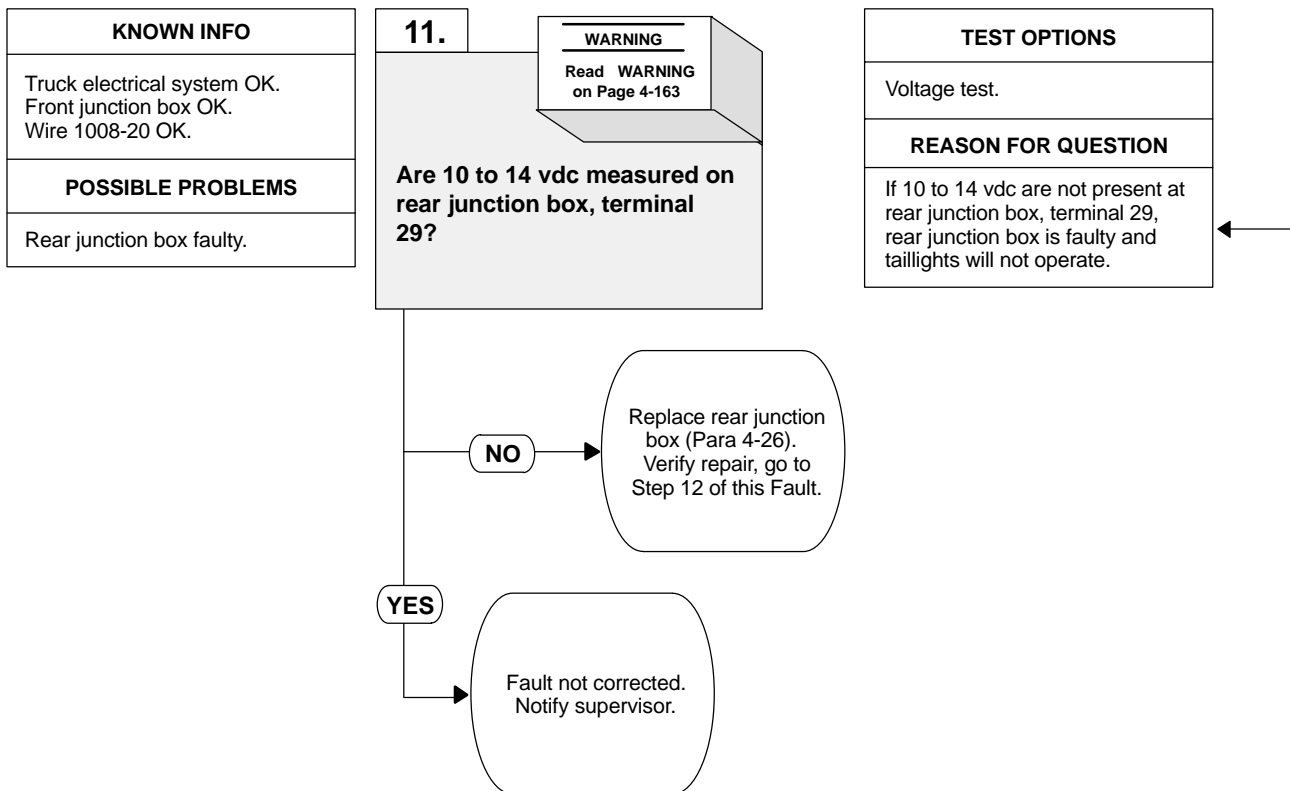 KNOWN INFO
Truck electrical system OK.
Front junction box OK.
Wire 1008-20 OK.
POSSIBLE PROBLEMS
Rear junction box faulty.
11.
WARNING
Read WARNING
on Page 4-163
Are 10 to 14 vdc measured on
rear junction box, terminal
29?
TEST OPTIONS
Voltage test.
REASON FOR QUESTION
If 10 to 14 vdc are not present at
rear junction box, terminal 29,
rear junction box is faulty and
taillights will not operate.
NO
Replace rear junction
box (Para 4-26).
Verify repair, go to
Step 12 of this Fault.
YES
Fault not corrected.
Notify supervisor.